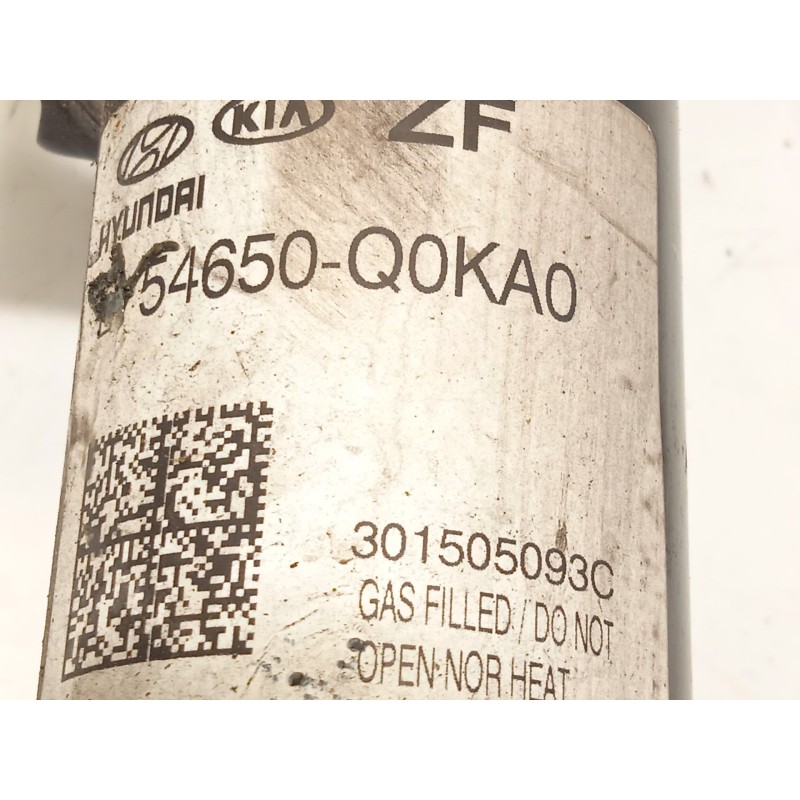 KIA ZF
HYUNDAI
54650-Q0KA0
301505093C
GAS FILLED / DO NOT
OPEN NOR HEAT